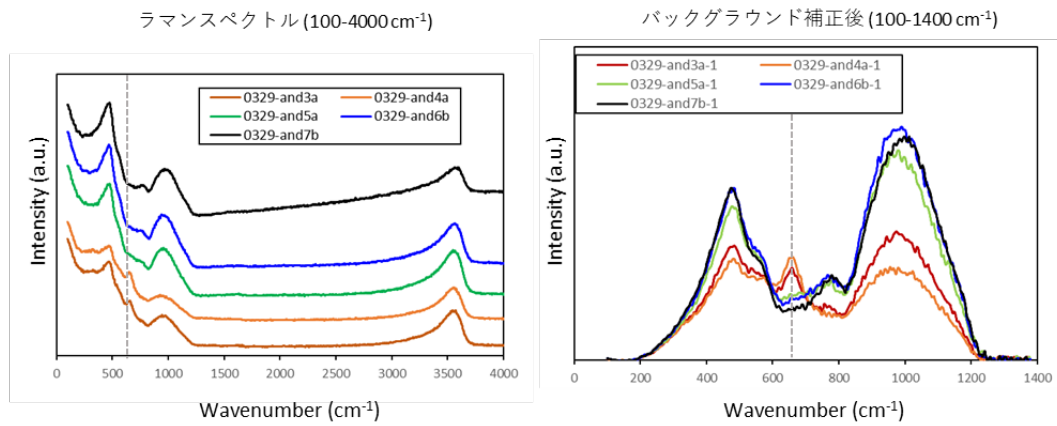 ラマンスペクトル (100-4000 cm-1)
0329-and3a
0329-and4a
0329-and5a
0329-and6b
0329-and7b
Intensity (a.u.)
0
500
1000
1500
2000
2500
3000
3500
4000
Wavenumber (cm-1)
バックグラウンド補正後 (100-1400 cm-1)
0329-and3a-1
0329-and4a-1
0329-and5a-1
0329-and6b-1
0329-and7b-1
Intensity (a.u.)
0
200
400
600
800
1000
1200
1400
Wavenumber (cm-1)